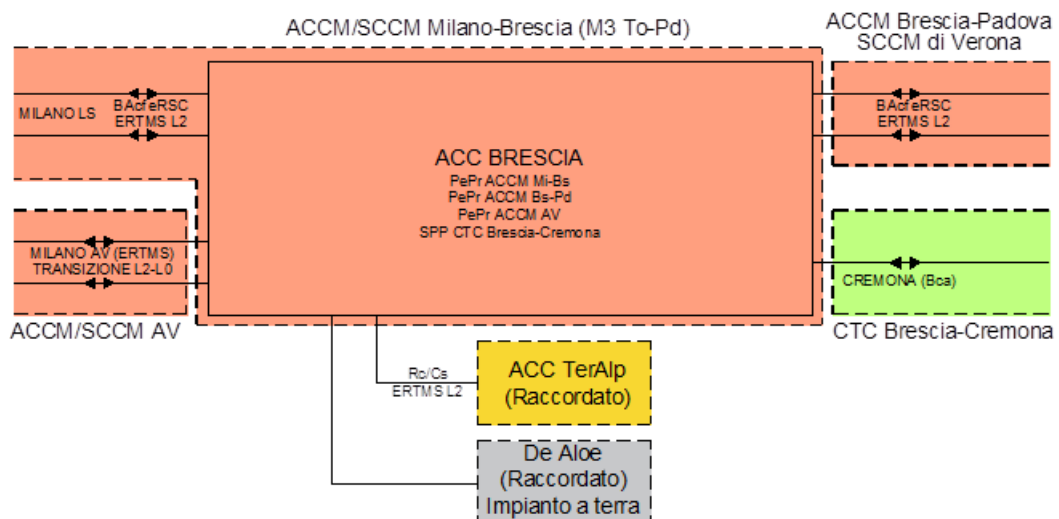 ACCM/SCCM Milano-Brescia (M3 To-Pd)
ACCM Brescia-Padova
SCCM di Verona
MILANO LS
BAcfeRSC
ERTMS L2
BAcfeRSC
ERTMS L2
ACC BRESCIA
PePr ACCM Mi-Bs
PePr ACCM Bs-Pd
PePr ACCM AV
SPP CTC Brescia-Cremona
MILANO AV (ERTMS)
TRANSIZIONE L2-L0
CREMONA (Bca)
ACCM/SCCM AV
CTC Brescia-Cremona
Rc/Cs
ERTMS L2
ACC TerAlp
(Raccordato)
De Aloe
(Raccordato)
Impianto a terra